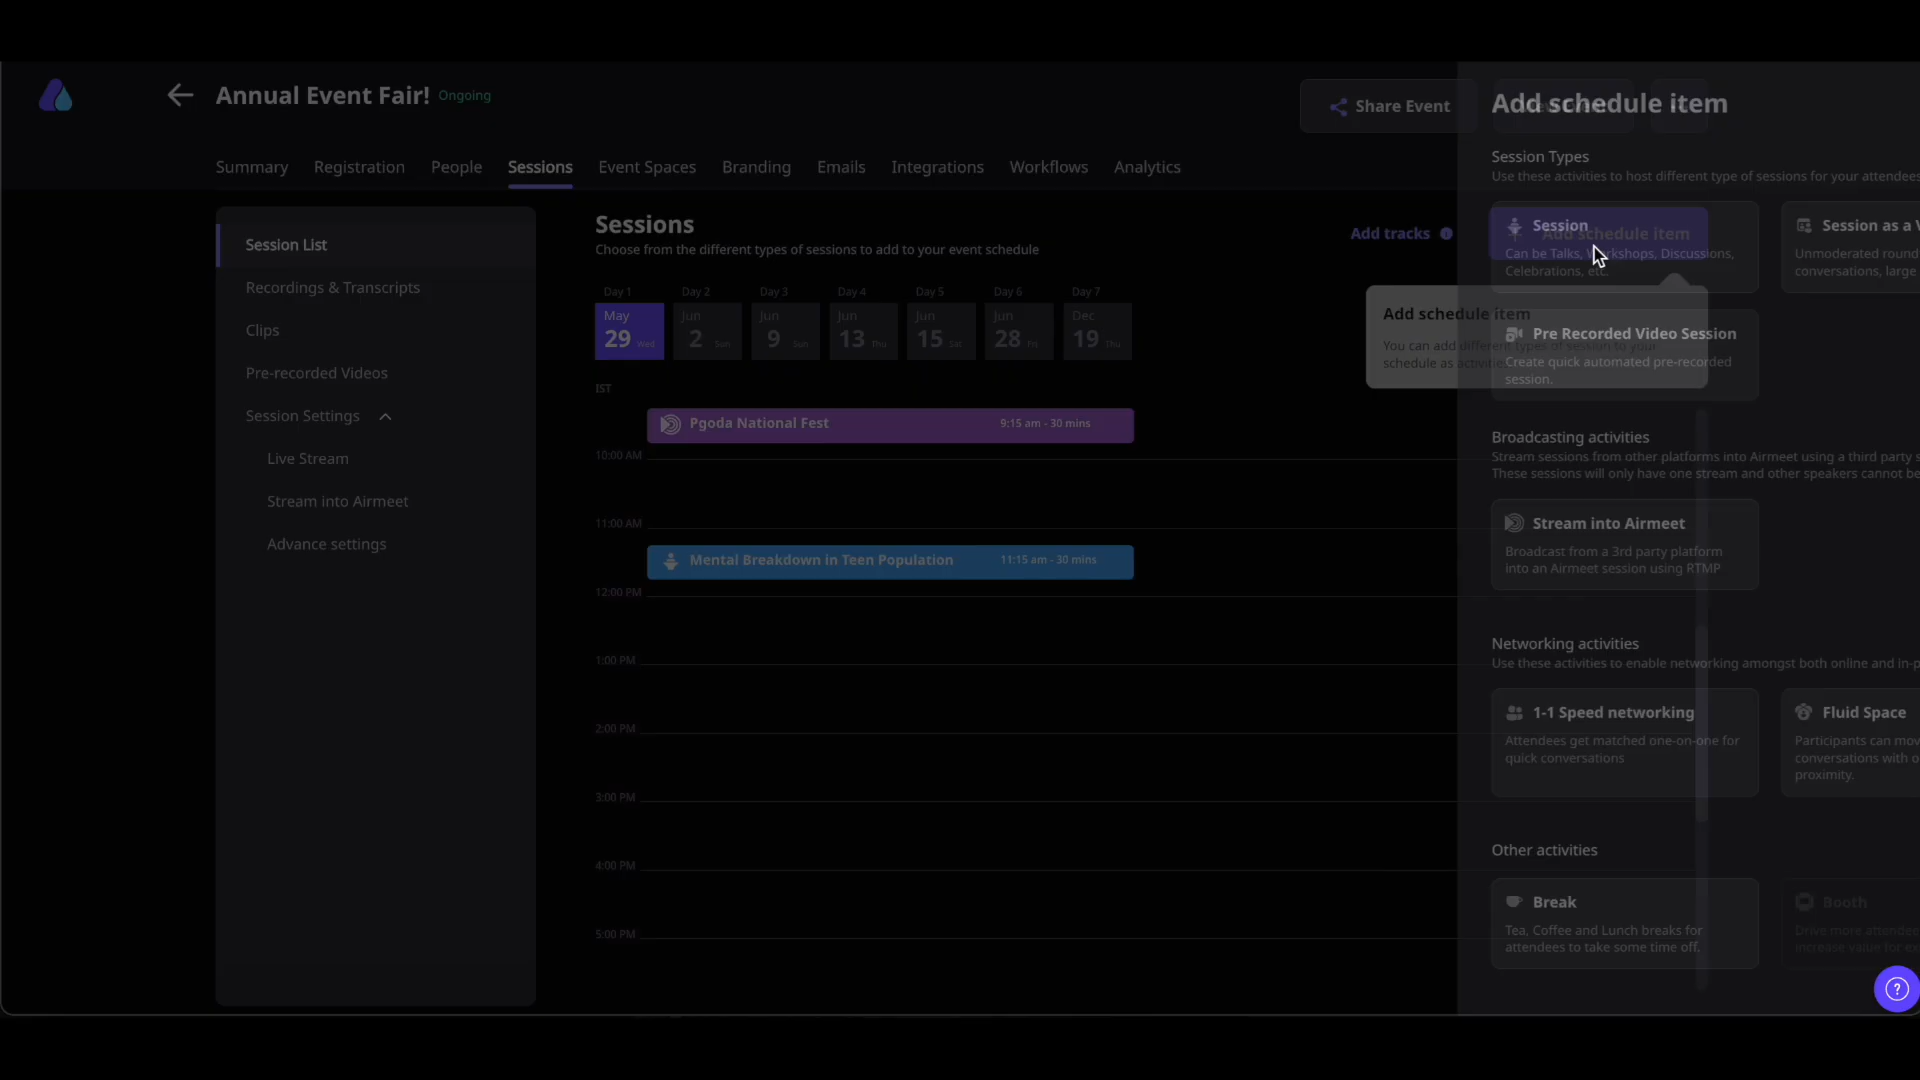 Annual Event Fair! Ongoing
Share Event
Summary Registration People Sessions Event Spaces Branding Emails Integrations Workflows Analytics
Session List
Recordings & Transcripts
Clips
Pre-recorded Videos
Session Settings
Live Stream
Stream into Airmeet
Advance settings
Sessions
Choose from the different types of sessions to add to your event schedule
Add tracks
Add schedule item
Day 1 Day 2 Day 3 Day 4 Day 5 Day 6 Day 7
May Jun Jun Jun Jun Jun Dec
29 Wed 2 Sun 9 Sun 13 Thu 15 Sat 28 Fri 19 Thu
IST
Pgoda National Fest 9:15 am - 30 mins
10:00 AM
11:00 AM
Mental Breakdown in Teen Population 11:15 am - 30 mins
12:00 PM
1:00 PM
2:00 PM
3:00 PM
4:00 PM
5:00 PM
Add schedule item
You can add different types of session to your
schedule as
Add schedule item
Session Types
Use these activities to host different type of sessions for your attendees
Session
Can be Talks, Workshops, Discussions,
Celebrations, etc.
Session as a
Unmoderated round
conversations, large
Pre Recorded Video Session
Create quick automated pre-recorded
session.
Broadcasting activities
Stream sessions from other platforms into Airmeet using a third party
These sessions will only have one stream and other speakers cannot be
Stream into Airmeet
Broadcast from a 3rd party platform
into an Airmeet session using RTMP
Networking activities
Use these activities to enable networking amongst both online and in-p
1-1 Speed networking
Attendees get matched one-on-one for
quick conversations
Fluid Space
Participants can mov
conversations with o
proximity.
Other activities
Break
Tea, Coffee and Lunch breaks for
attendees to take some time off.
Booth
Drive more attendee
increase value for ex
?